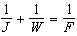 1/J + 1/W = 1/F